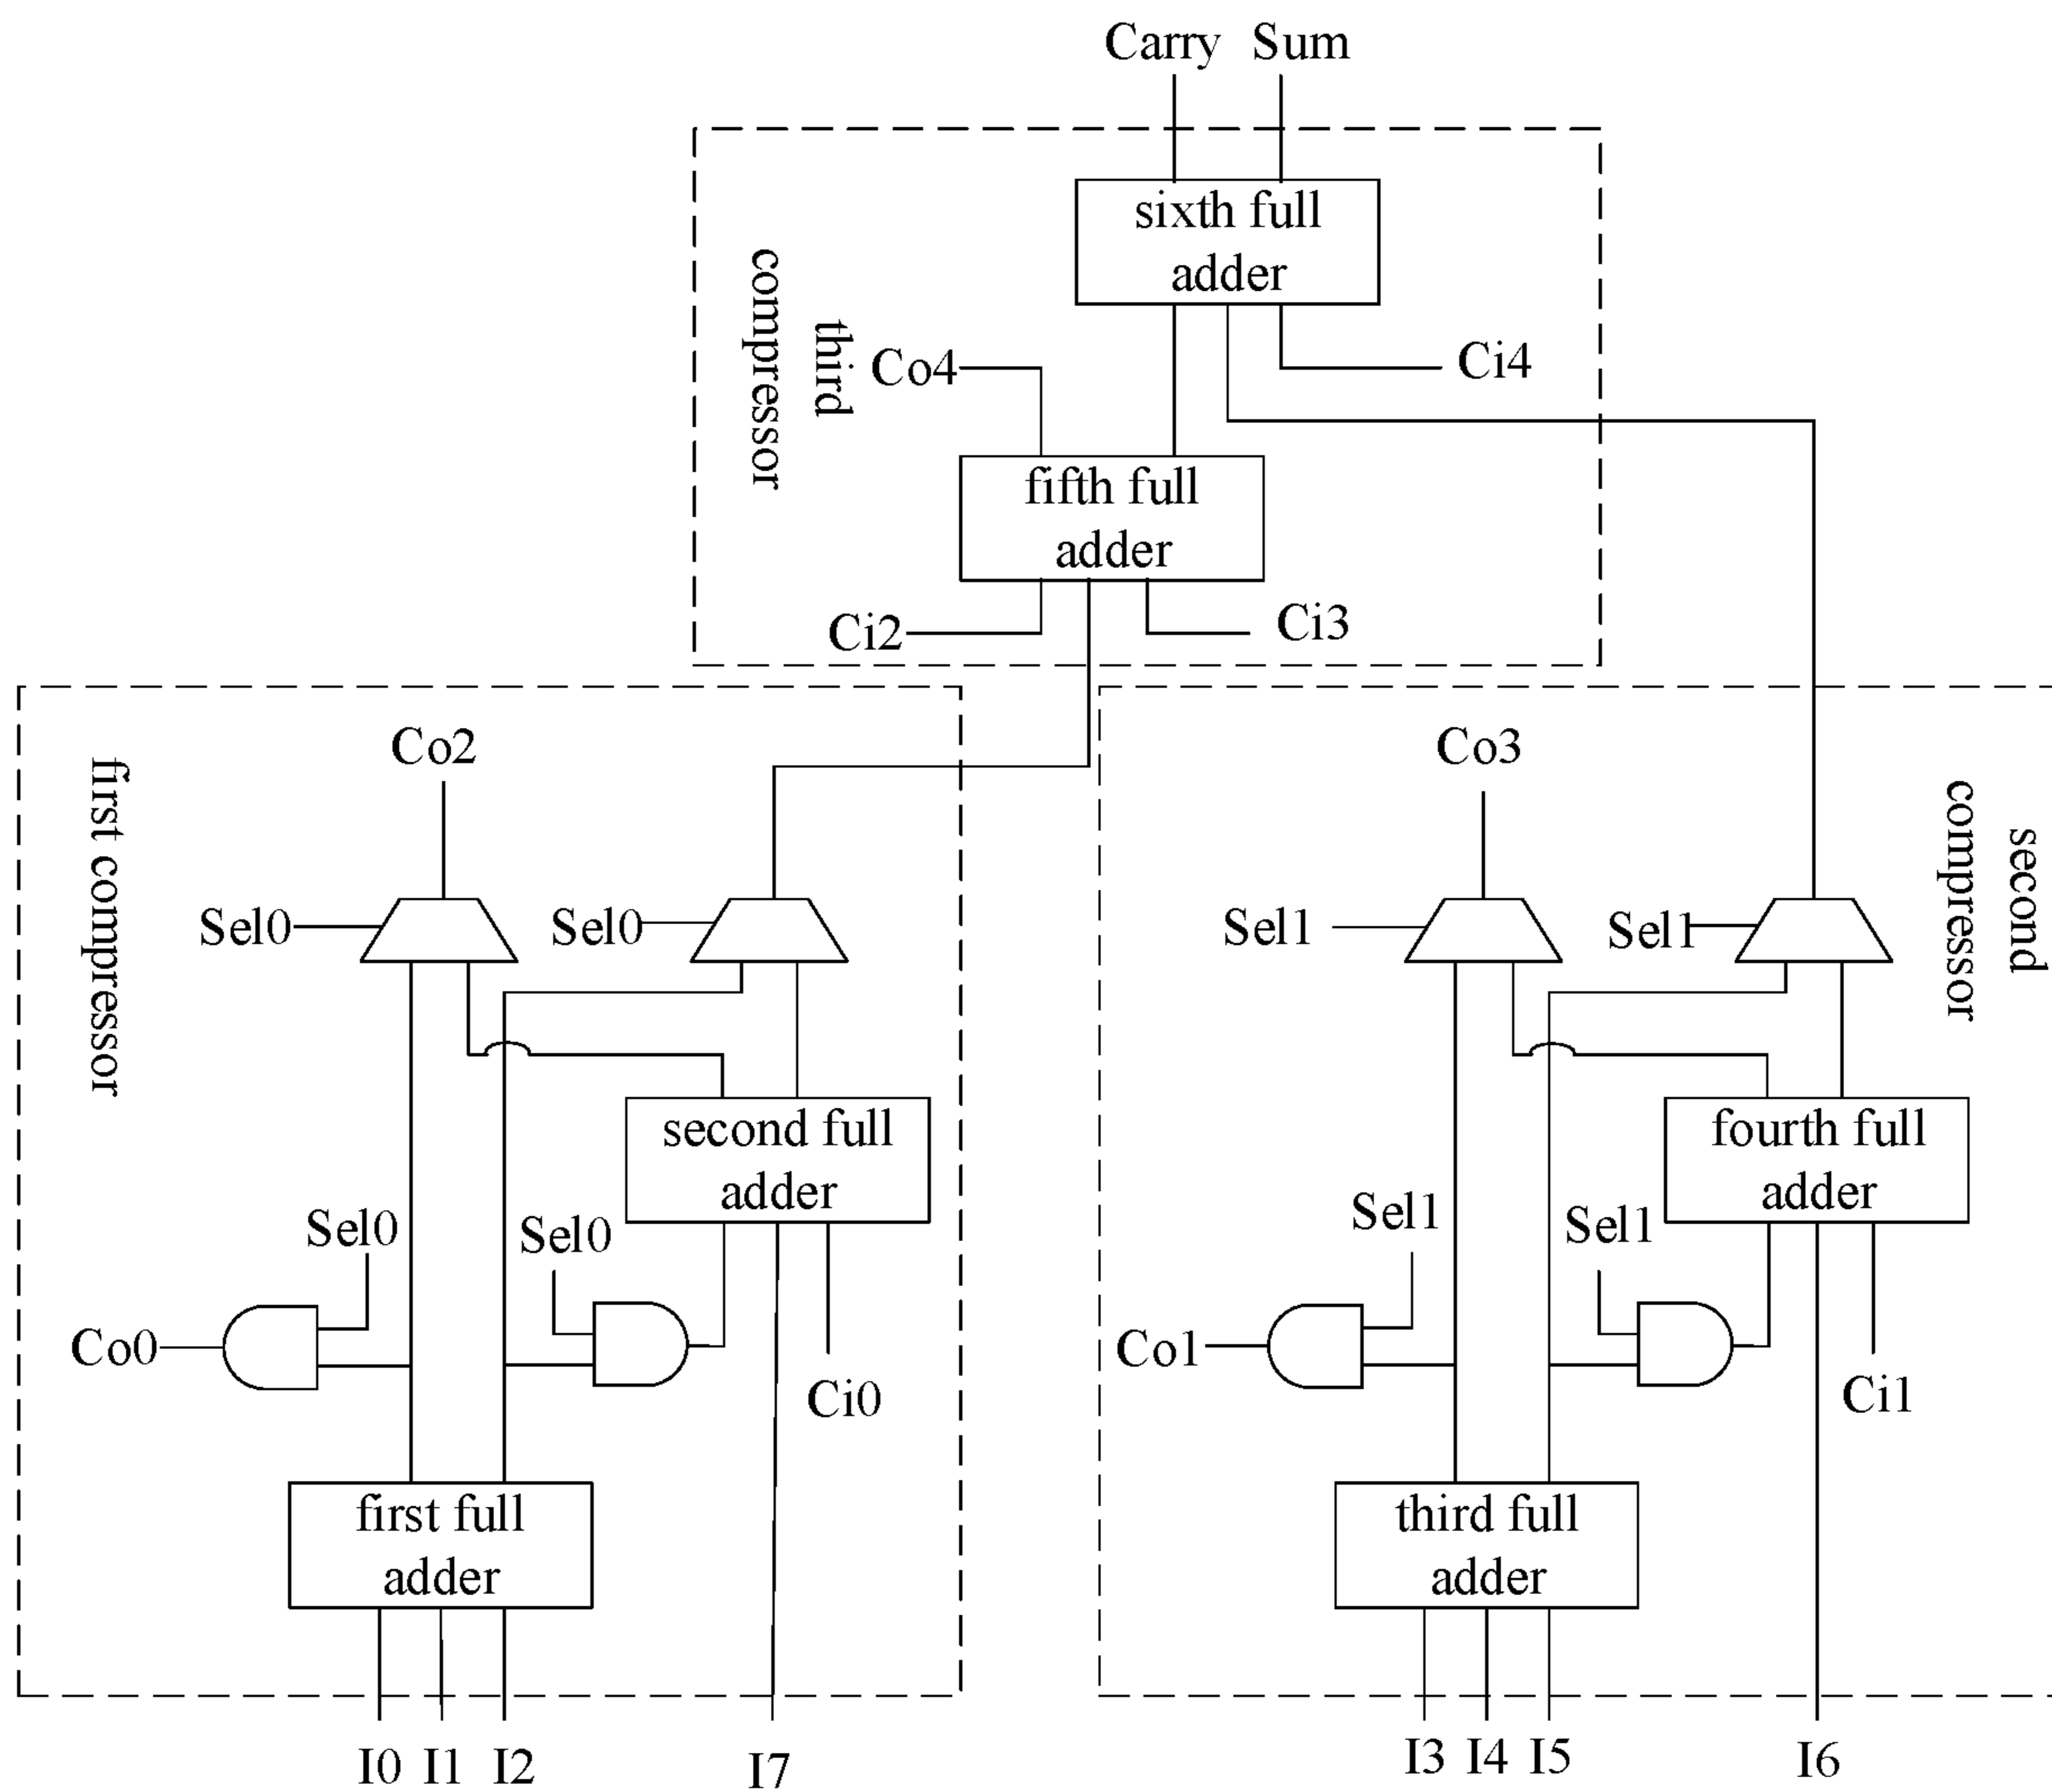 Carry Sum
sixth full
adder
third
compressor
Co4
Ci4
fifth full
adder
Ci2
Ci3
first compressor
Co2
Sel0
Sel0
second full
adder
Sel0
Sel0
Co0
Ci0
first full
adder
I0 I1 I2 I7
second
compressor
Co3
Sel1
Sel1
fourth full
adder
Sel1
Sel1
Co1
Ci1
third full
adder
I3 I4 I5 I6